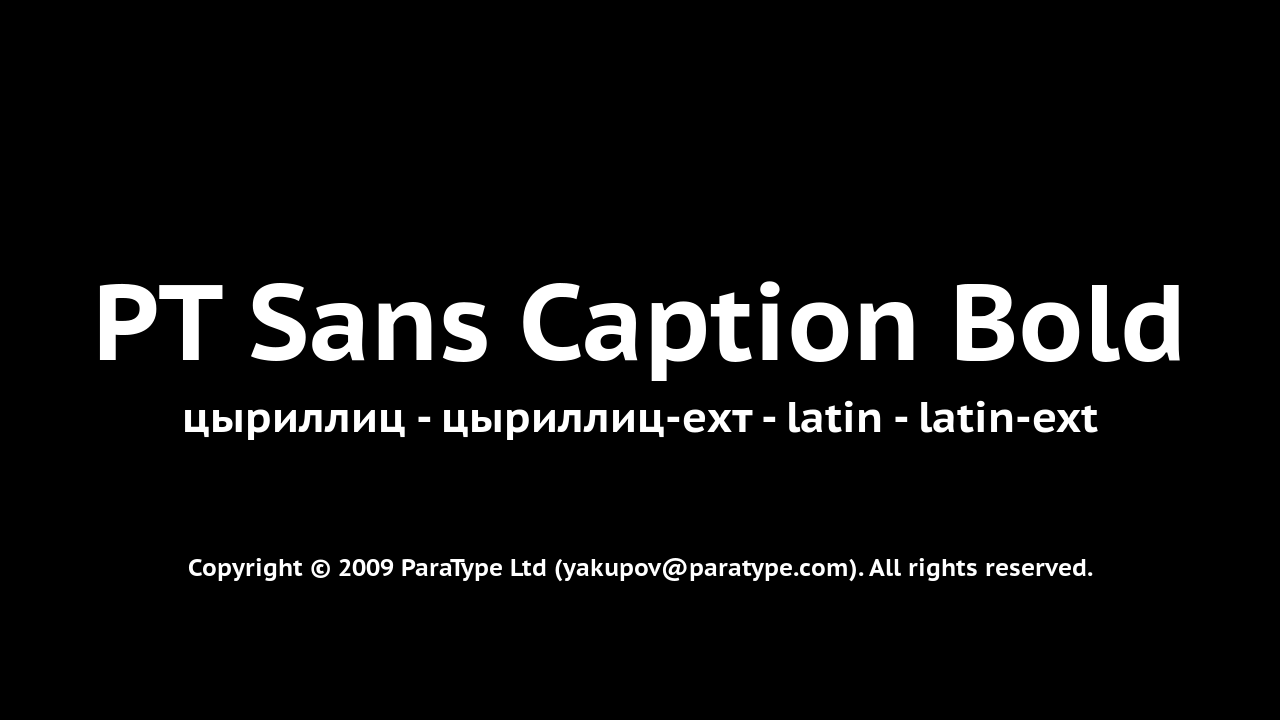 PT Sans Caption Bold
цыриллиц - цыриллиц-ехт - latin - latin-ext
Copyright © 2009 ParaType Ltd (yakupov@paratype.com). All rights reserved.